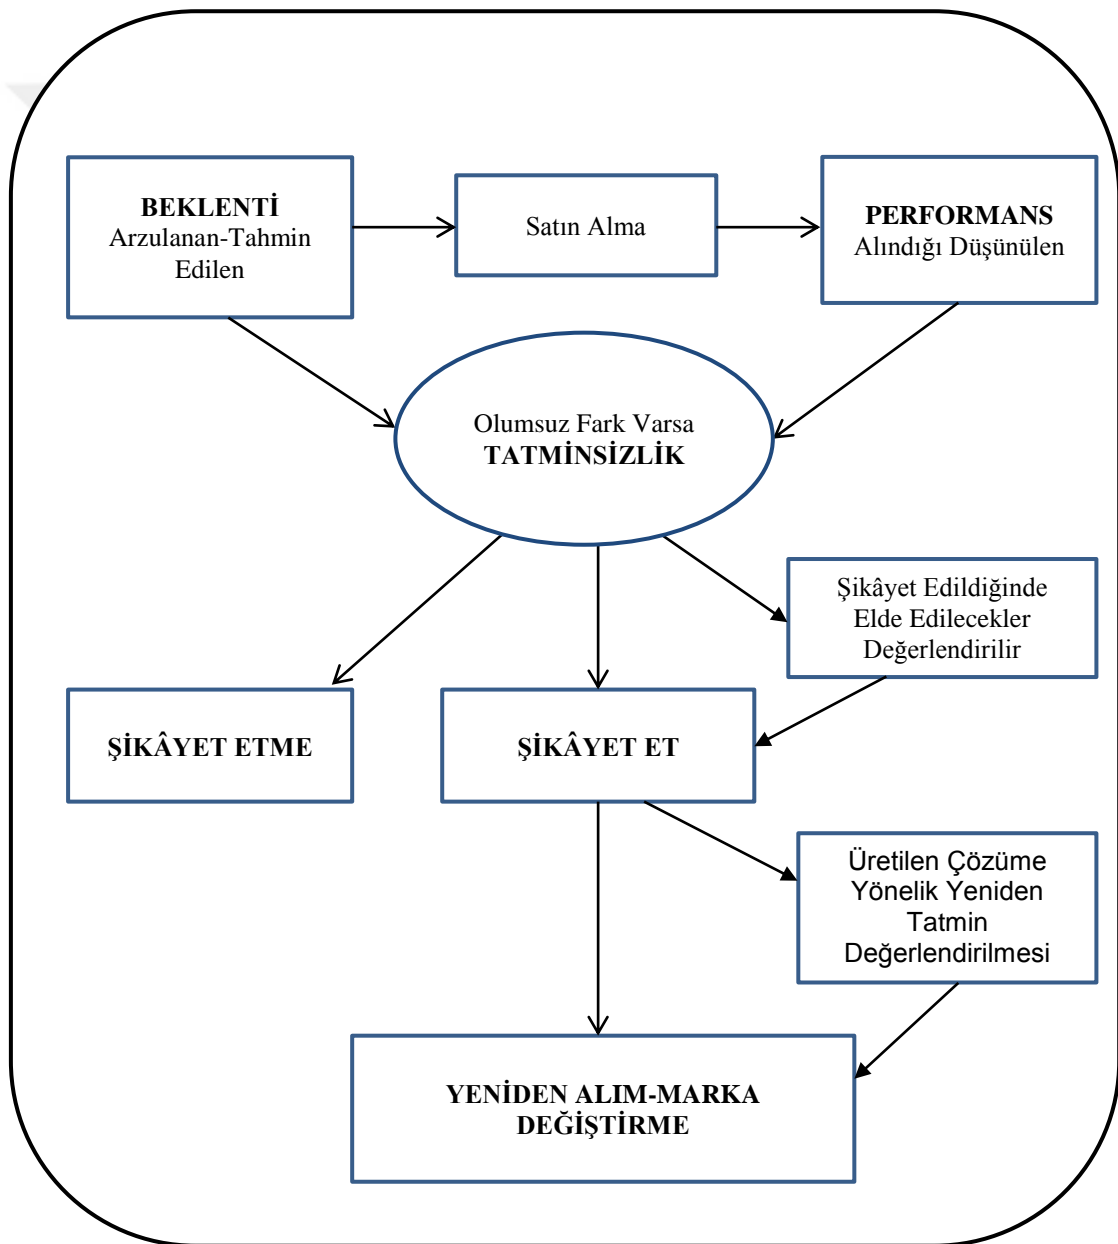 BEKLENTİ
Arzulanan-Tahmin
Edilen
Satın Alma
PERFORMANS
Alındığı Düşünülen
Olumsuz Fark Varsa
TATMİNSİZLİK
Şikâyet Edildiğinde
Elde Edilecekler
Değerlendirilir
ŞİKÂYET ETME
ŞİKÂYET ET
Üretilen Çözüme
Yönelik Yeniden
Tatmin
Değerlendirilmesi
YENİDEN ALIM-MARKA
DEĞİŞTİRME